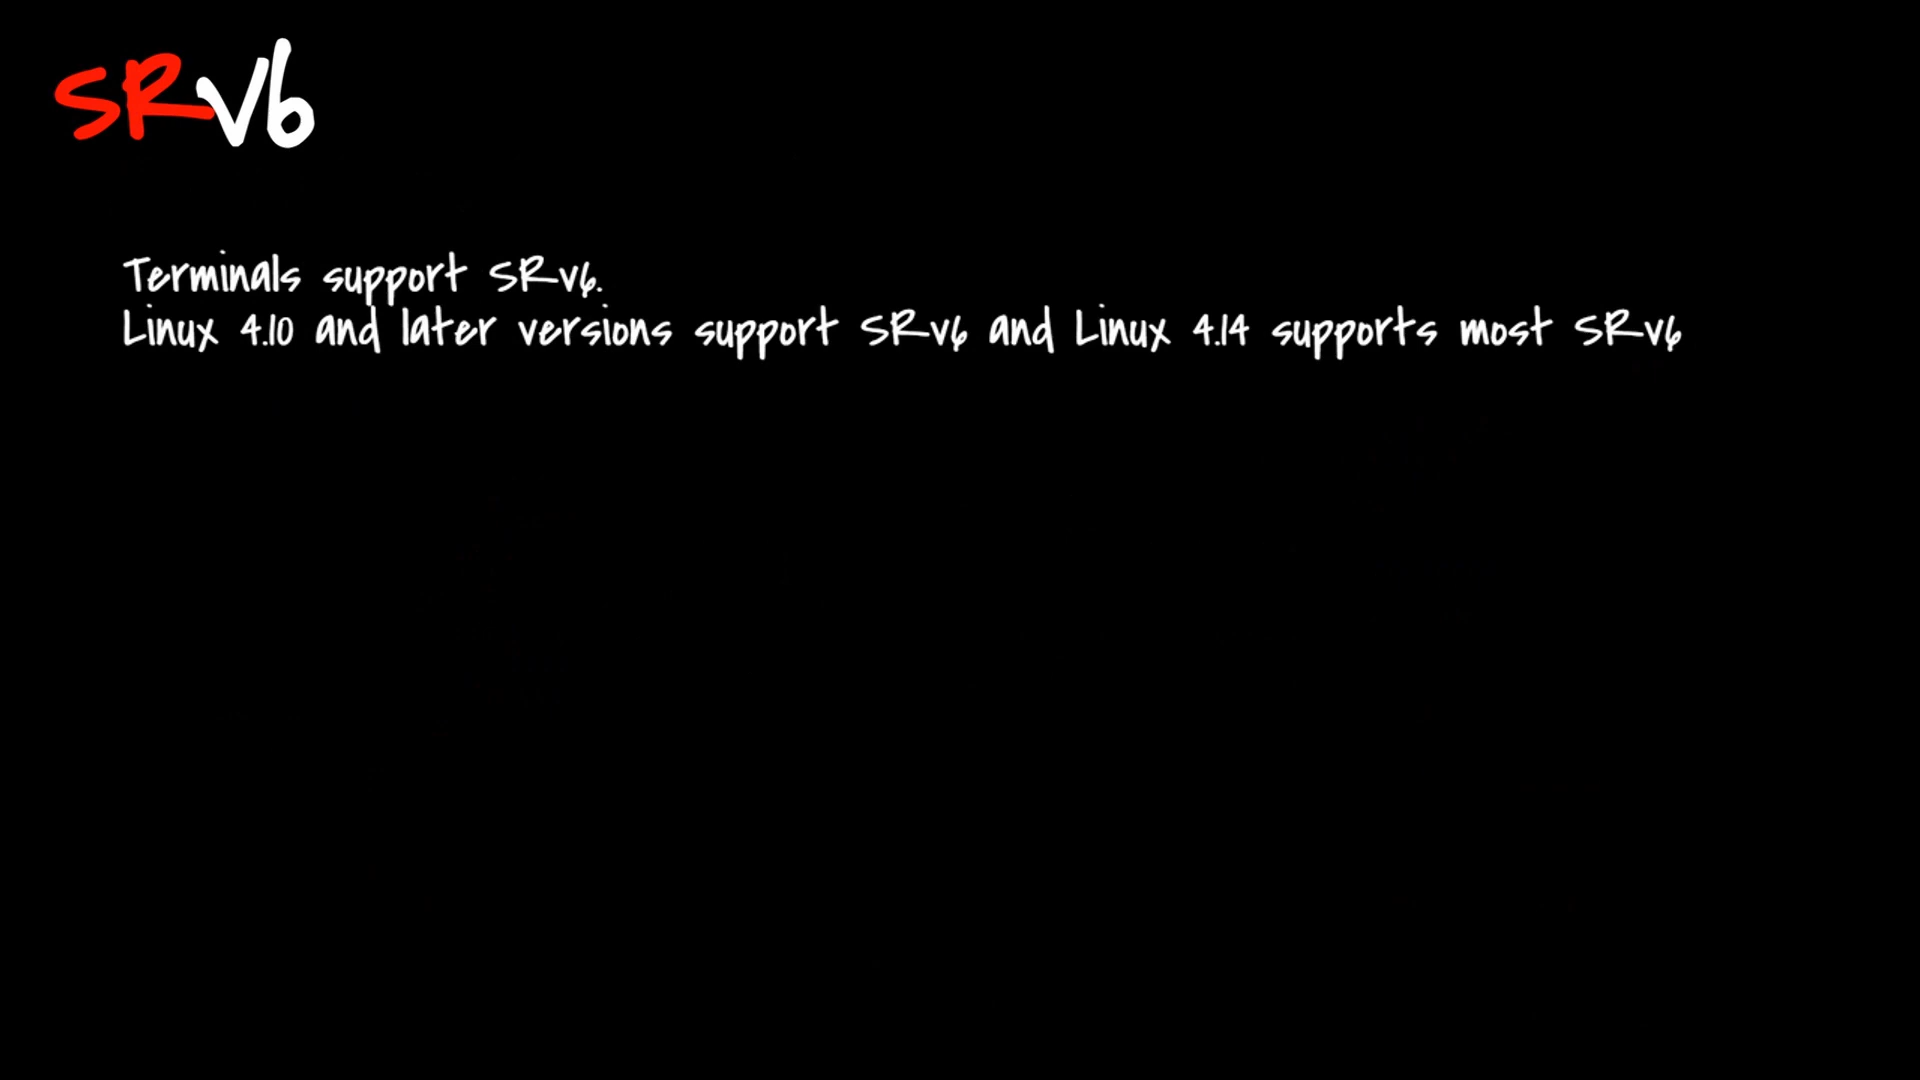 SRv6
Terminals support SRv6.
Linux 4.10 and later versions support SRv6 and Linux 4.14 supports most SRv6